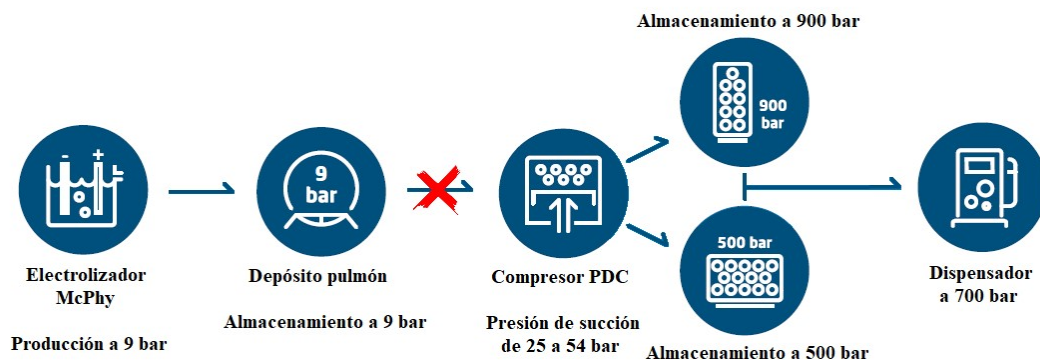 Almacenamiento a 900 bar
900
bar
9
bar
500 bar
Electrolizador
McPhy
Producción a 9 bar
Depósito pulmón
Almacenamiento a 9 bar
Compresor PDC
Presión de succión
de 25 a 54 bar
Almacenamiento a 500 bar
Dispensador
a 700 bar